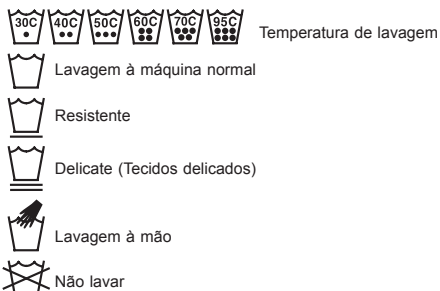 30C 40C 50C 60C 70C 95C Temperatura de lavagem
Lavagem à máquina normal
Resistente
Delicate (Tecidos delicados)
Lavagem à mão
Não lavar